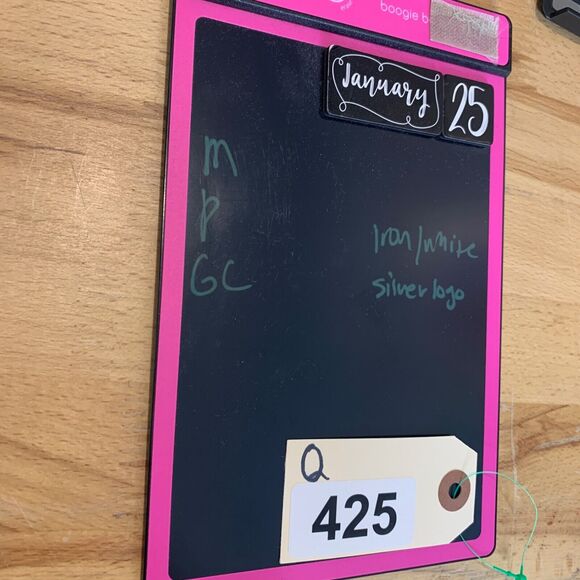 boogie b
January 25
M
P
Iron/white
GC
silver logo
Q
425